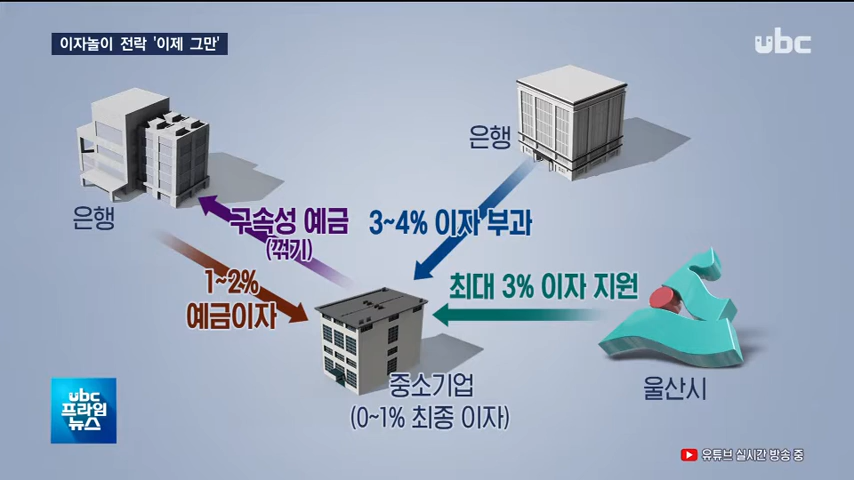 이자놀이 전락 '이제 그만'
ubc
은행
은행
구속성 예금
(꺾기)
3~4% 이자 부과
1~2%
예금이자
최대 3% 이자 지원
중소기업
(0~1% 최종 이자)
울산시
ubc
프라임
뉴스
유튜브 실시간 방송 중